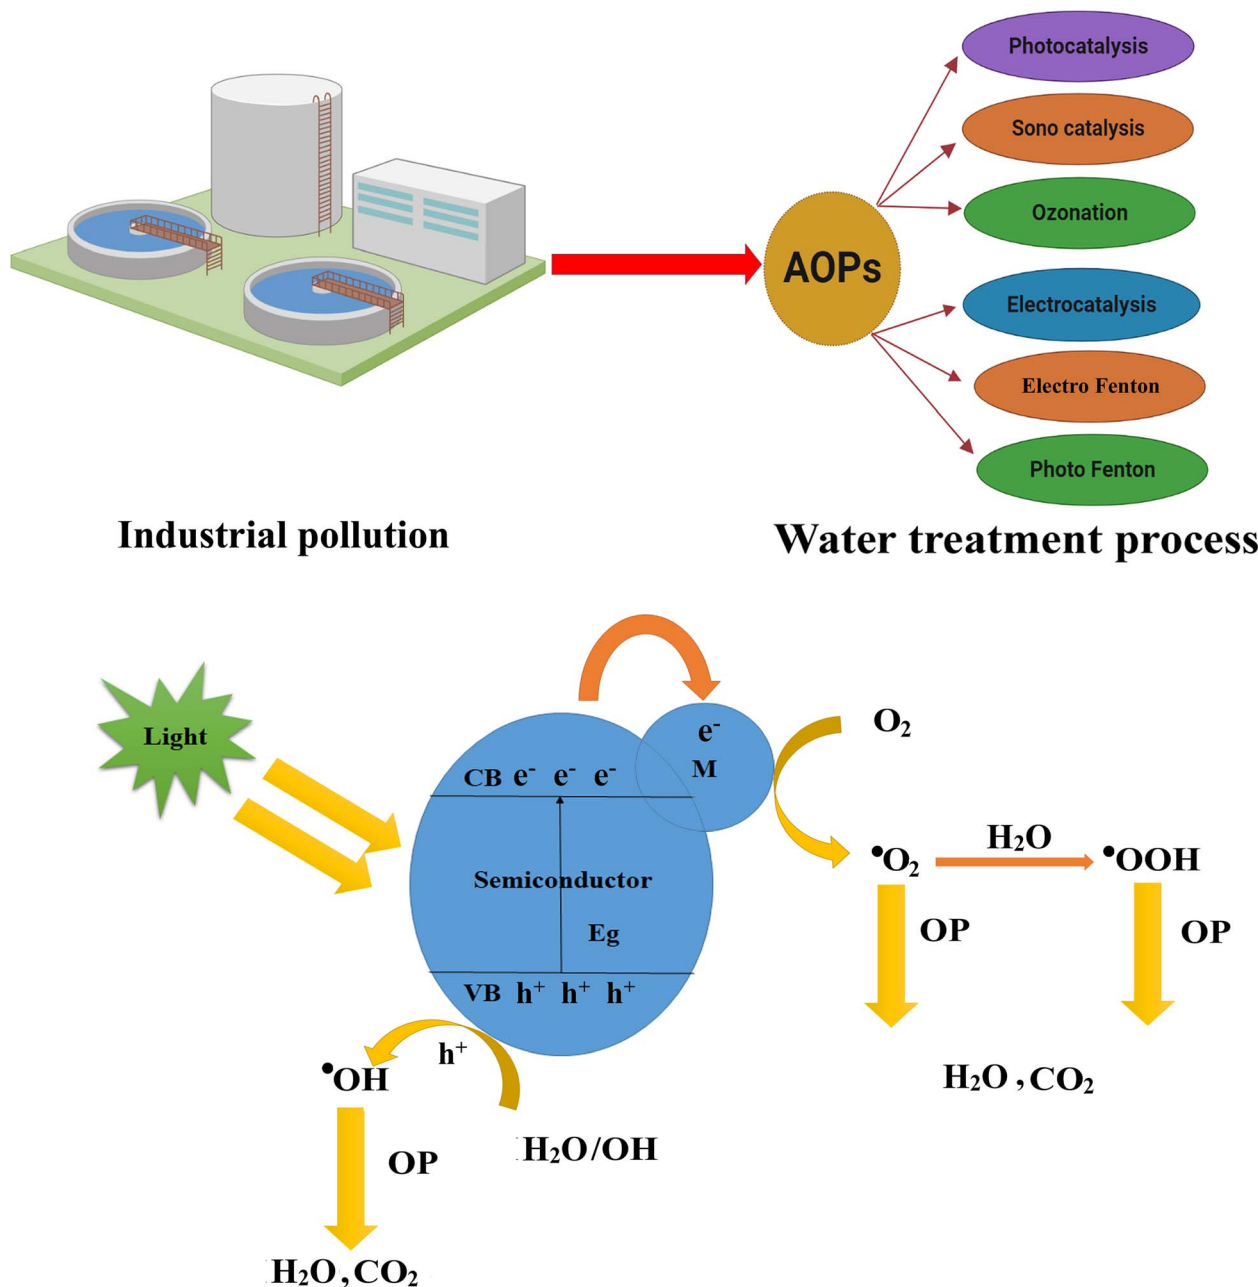 Photocatalysis
Sono catalysis
Ozonation
AOPs
Electrocatalysis
Electro Fenton
Photo Fenton
Industrial pollution
Water treatment process
Light
e⁻
M
O₂
CB e⁻ e⁻ e⁻
•O₂
H₂O
•OOH
Semiconductor
Eg
OP
OP
VB h⁺ h⁺ h⁺
h⁺
•OH
H₂O , CO₂
H₂O/OH
OP
H₂O,CO₂